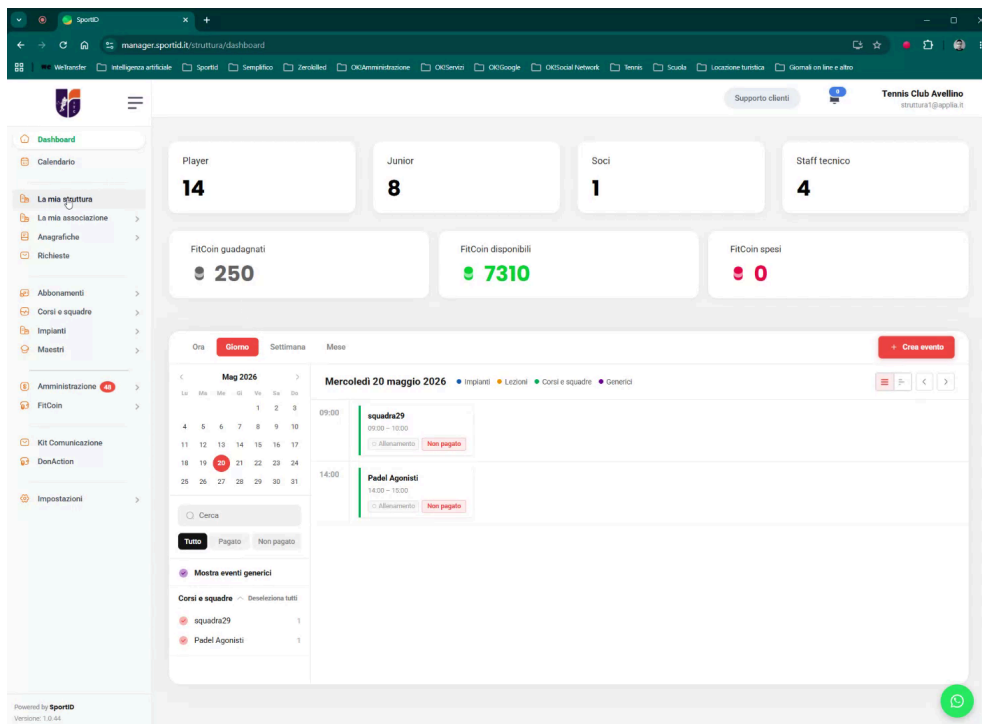 SportID
manager.sportid.it/struttura/dashboard
WeTransfer Intelligenza artificiale SportId Semplifico Zerokilled OK!Amministrazione OK!Servizi OK!Google OK!Social Network Tennis Scuola Locazione turistica Giornali on line e altro
Supporto clienti
0
Tennis Club Avellino
struttura1@applia.it
Dashboard
Calendario
La mia struttura
La mia associazione
Anagrafiche
Richieste
Abbonamenti
Corsi e squadre
Impianti
Maestri
Amministrazione 48
FitCoin
Kit Comunicazione
DonAction
Impostazioni
Powered by SportID
Versione: 1.0.44
Player
14
Junior
8
Soci
1
Staff tecnico
4
FitCoin guadagnati
250
FitCoin disponibili
7310
FitCoin spesi
0
Ora Giorno Settimana Mese
+ Crea evento
Mag 2026
Lu Ma Me Gi Ve Sa Do
1 2 3
4 5 6 7 8 9 10
11 12 13 14 15 16 17
18 19 20 21 22 23 24
25 26 27 28 29 30 31
Cerca
Tutto Pagato Non pagato
Mostra eventi generici
Corsi e squadre Deseleziona tutti
squadra29 1
Padel Agonisti 1
Mercoledì 20 maggio 2026 Impianti Lezioni Corsi e squadre Generici
09:00
squadra29
09:00 – 10:00
Allenamento Non pagato
14:00
Padel Agonisti
14:00 – 15:00
Allenamento Non pagato